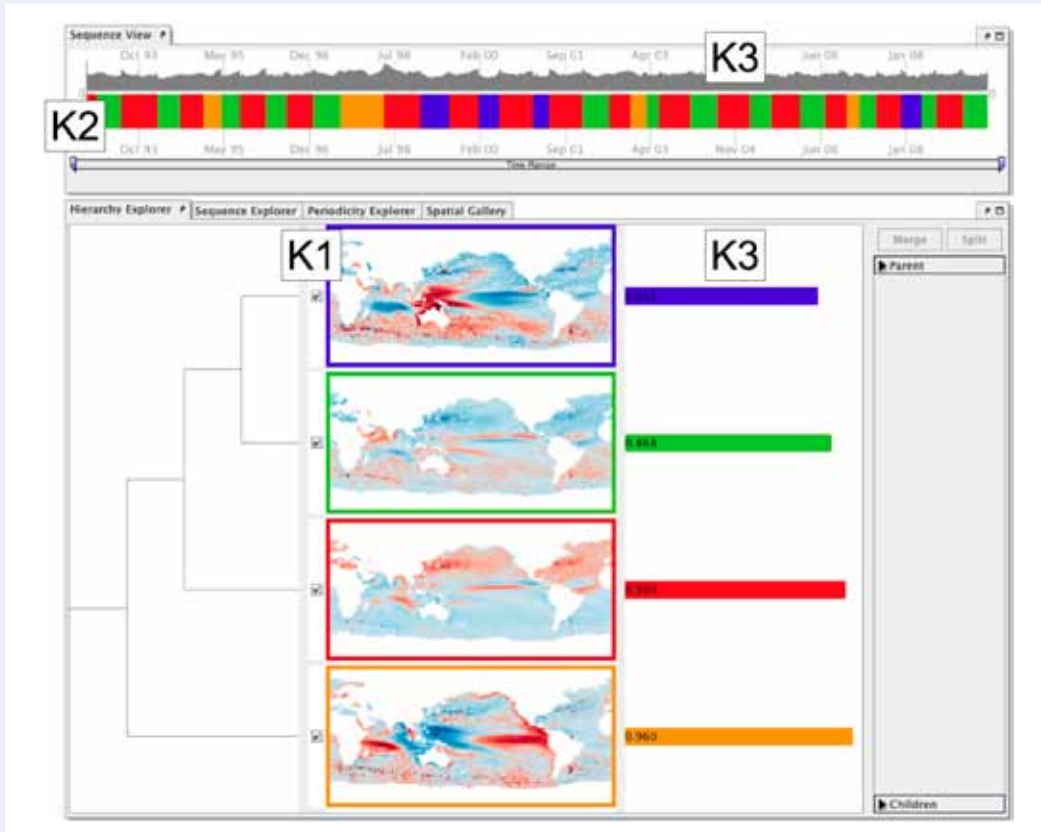 Sequence View
Oct 93 May 95 Dec 96 Jul 98 Feb 00 Sep 01 Apr 03 Jun 06 Jan 08
K3
K2
Oct 93 May 95 Dec 96 Jul 98 Feb 00 Sep 01 Apr 03 Nov 04 Jun 06 Jan 08
Time Range
Hierarchy Explorer Sequence Explorer Periodicity Explorer Spatial Gallery
K1
K3
Merge Split
Parent
0.868
0.960
Children